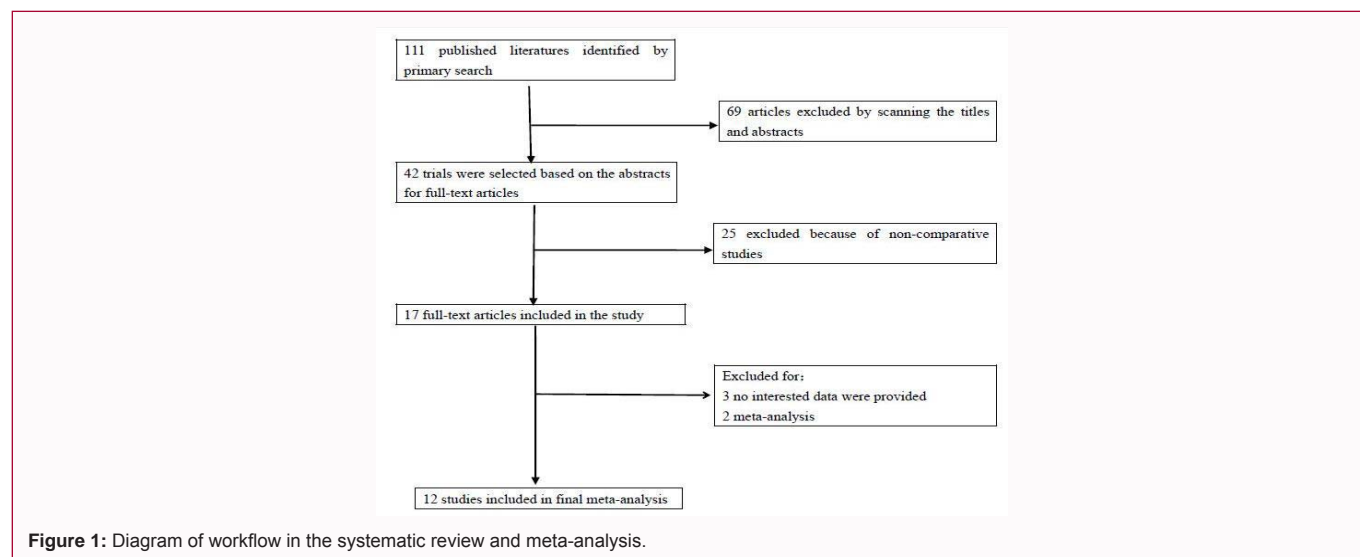 111 published literatures identified by
primary search
69 articles excluded by scanning the titles
and abstracts
42 trials were selected based on the abstracts
for full-text articles
25 excluded because of non-comparative
studies
17 full-text articles included in the study
Excluded for:
3 no interested data were provided
2 meta-analysis
12 studies included in final meta-analysis
Figure 1: Diagram of workflow in the systematic review and meta-analysis.